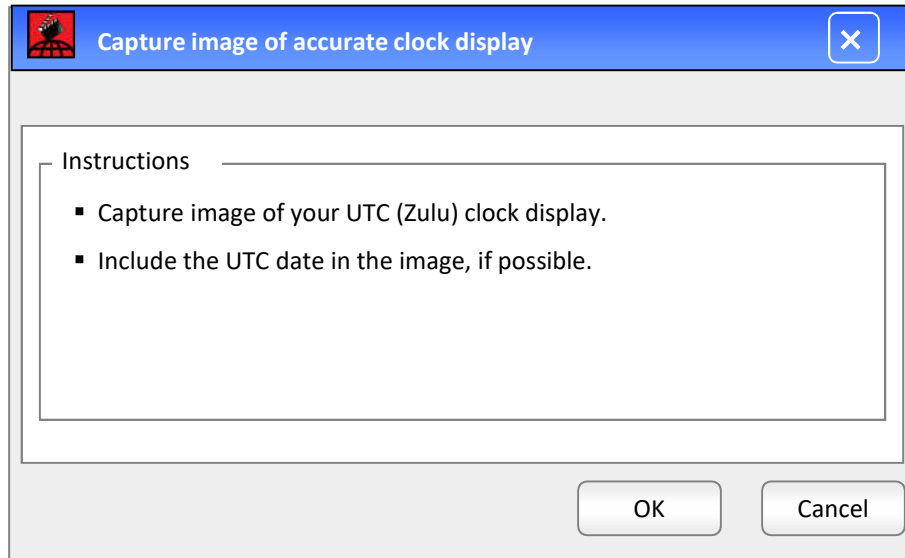 Capture image of accurate clock display
Instructions
▪ Capture image of your UTC (Zulu) clock display.
▪ Include the UTC date in the image, if possible.
OK
Cancel